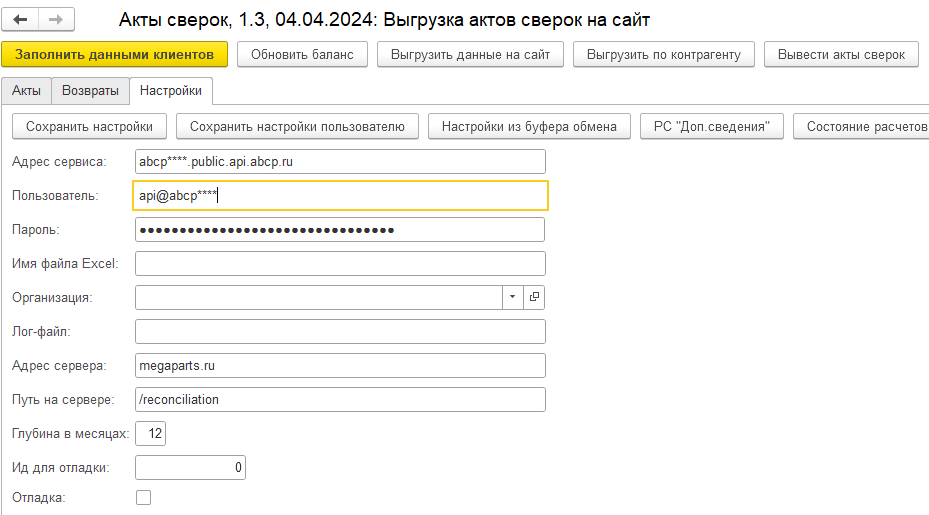 Акты сверок, 1.3, 04.04.2024: Выгрузка актов сверок на сайт
Заполнить данными клиентов Обновить баланс Выгрузить данные на сайт Выгрузить по контрагенту Вывести акты сверок
Акты Возвраты Настройки
Сохранить настройки Сохранить настройки пользователю Настройки из буфера обмена РС "Доп.сведения" Состояние расчетов
Адрес сервиса: abcp****.public.api.abcp.ru
Пользователь: api@abcp****
Пароль: ●●●●●●●●●●●●●●●●●●●●●●●●●●●●●●●●
Имя файла Excel:
Организация:
Лог-файл:
Адрес сервера: megaparts.ru
Путь на сервере: /reconciliation
Глубина в месяцах: 12
Ид для отладки: 0
Отладка: